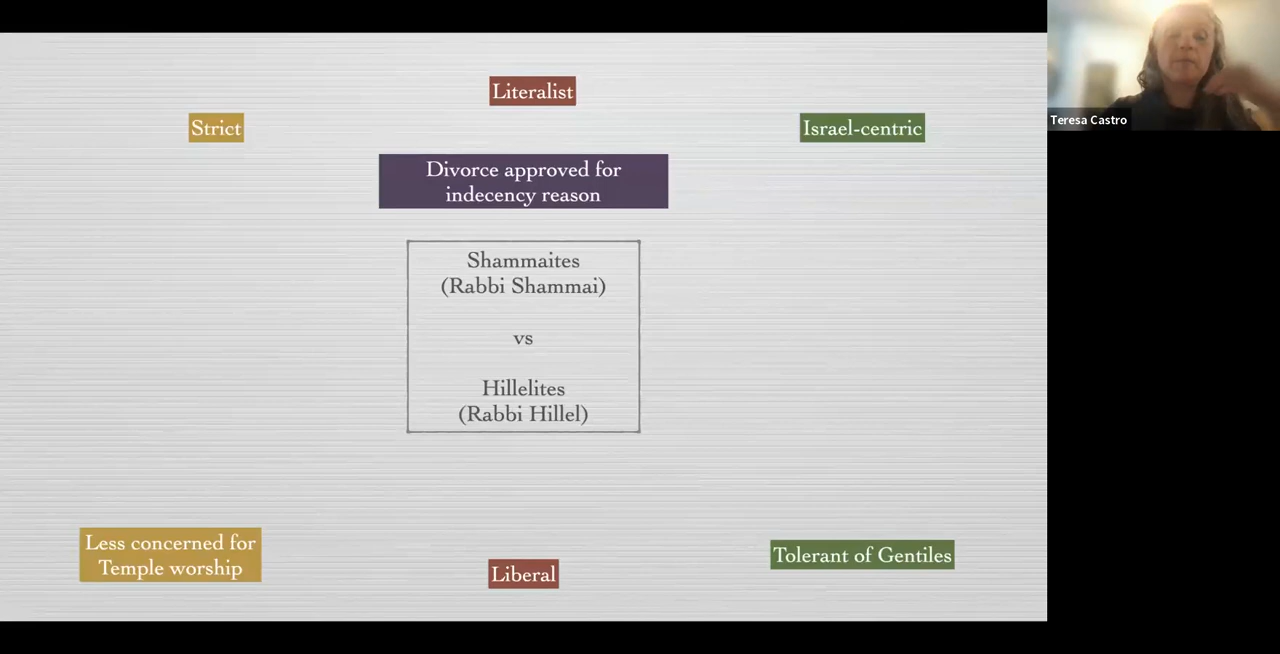 Literalist
Strict
Israel-centric
Divorce approved for
indecency reason
Shammaites
(Rabbi Shammai)
vs
Hillelites
(Rabbi Hillel)
Less concerned for
Temple worship
Liberal
Tolerant of Gentiles
Teresa Castro